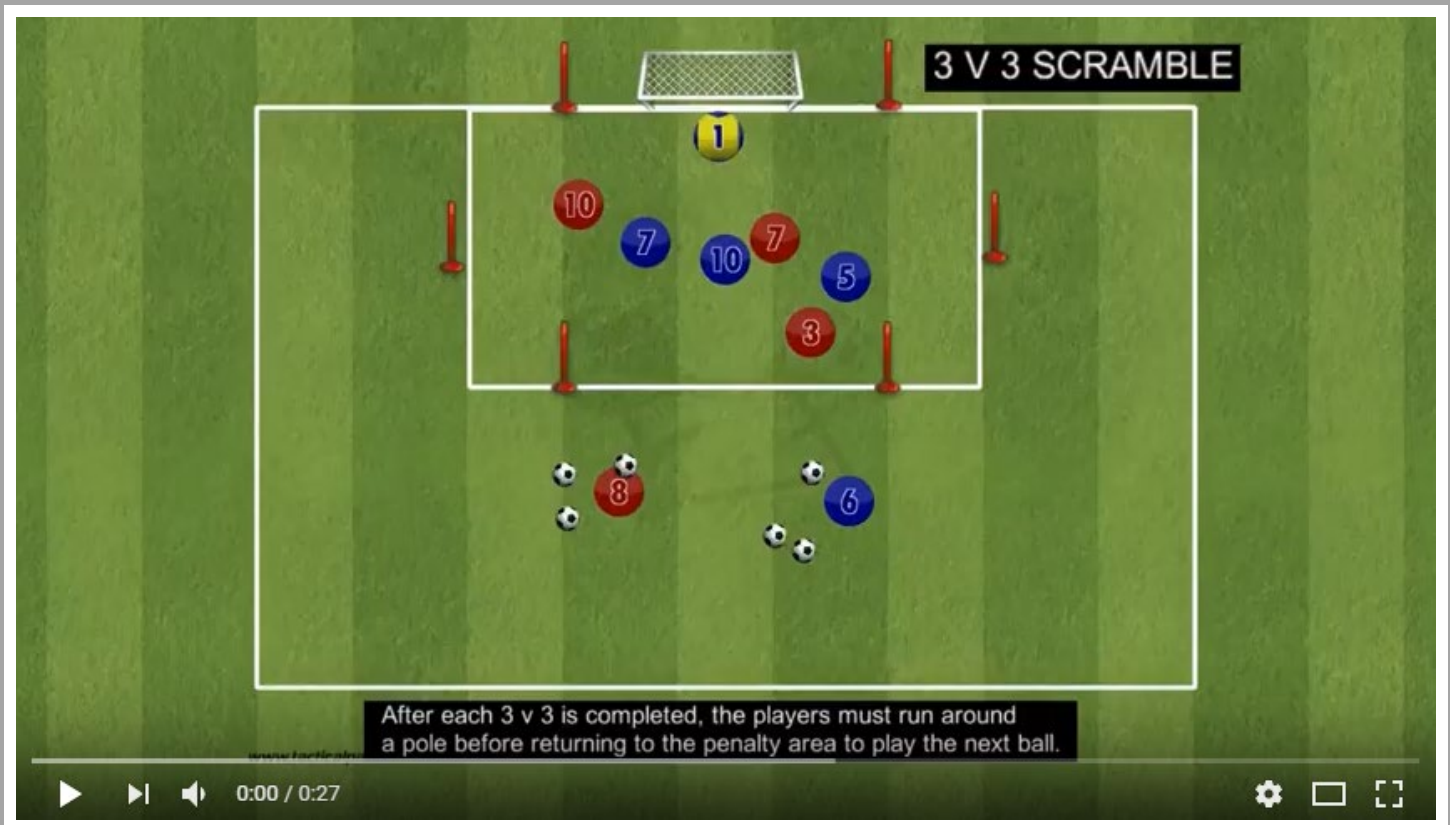 3 V 3 SCRAMBLE
1
10
7
7
10
5
3
8
6
After each 3 v 3 is completed, the players must run around
a pole before returning to the penalty area to play the next ball.
0:00 / 0:27